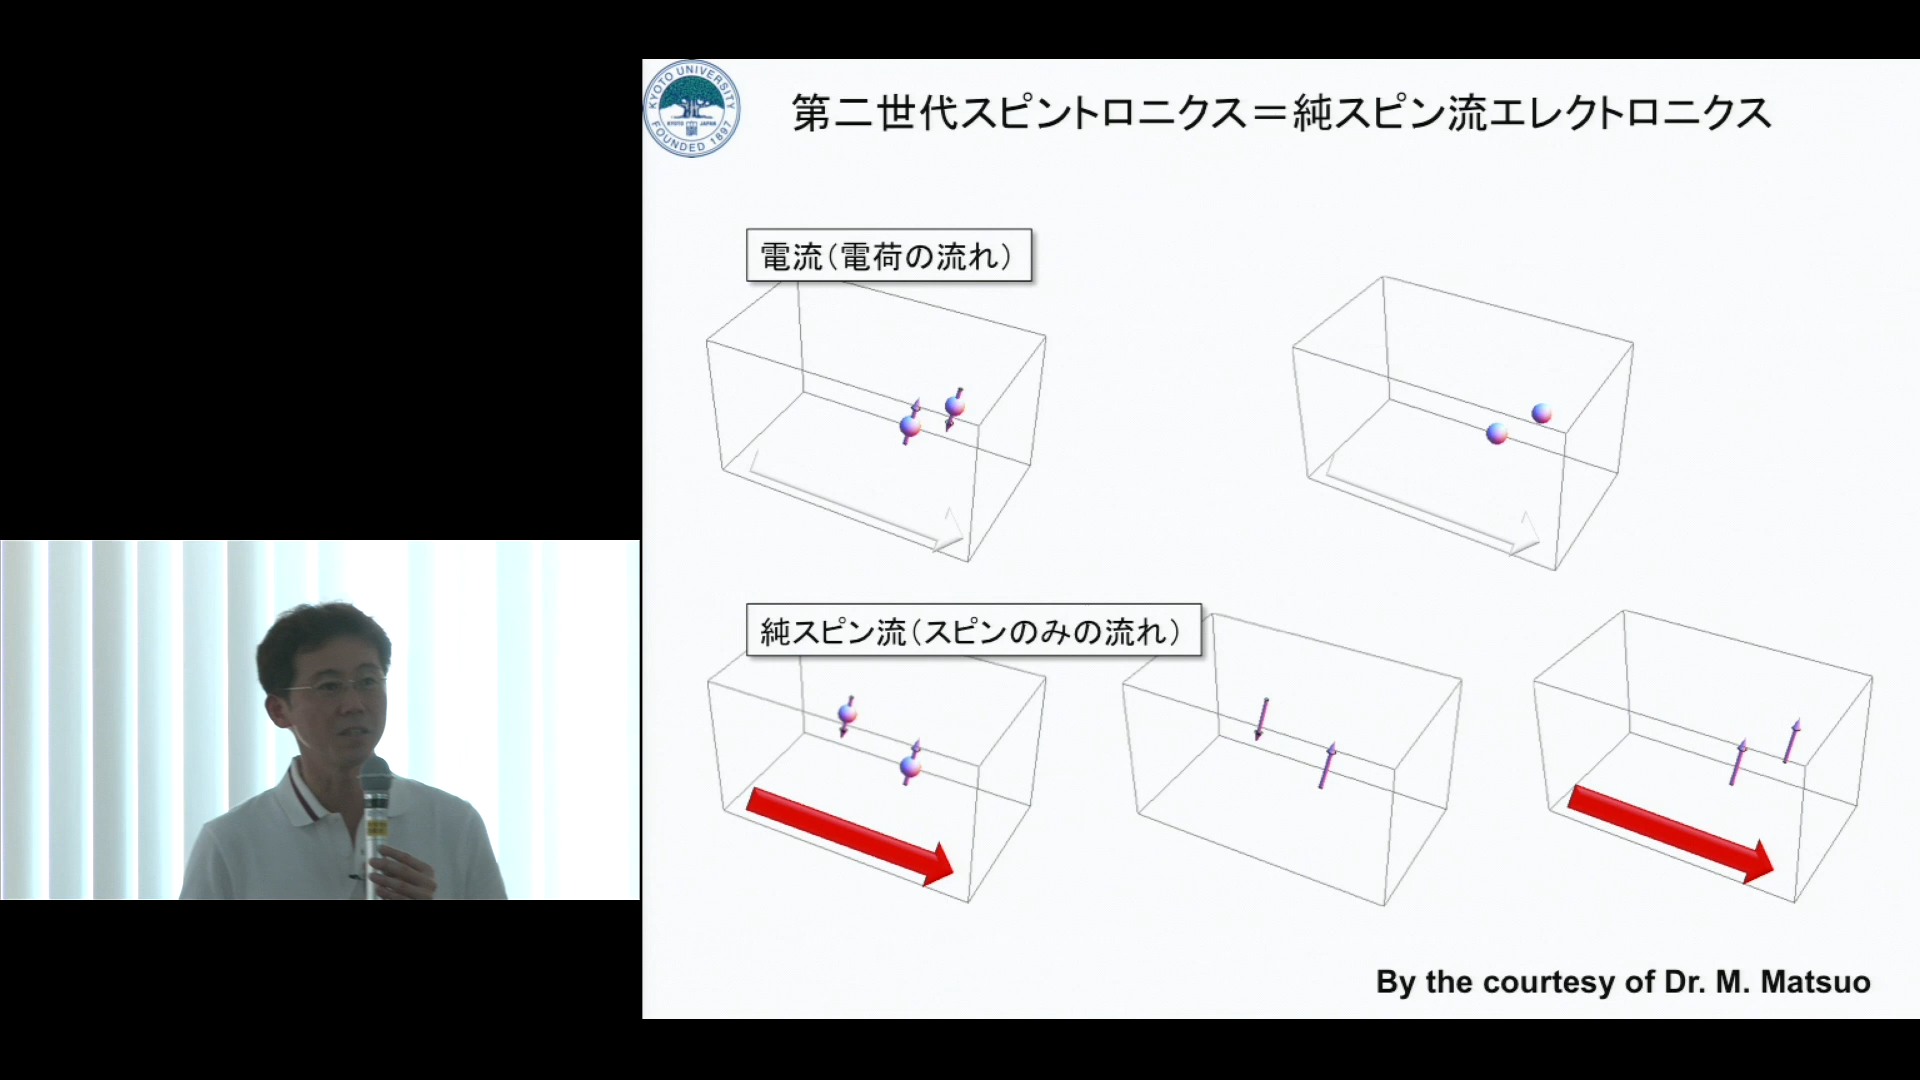 KYOTO UNIVERSITY
KYOTO JAPAN
FOUNDED 1897
第二世代スピントロニクス＝純スピン流エレクトロニクス
電流（電荷の流れ）
純スピン流（スピンのみの流れ）
By the courtesy of Dr. M. Matsuo